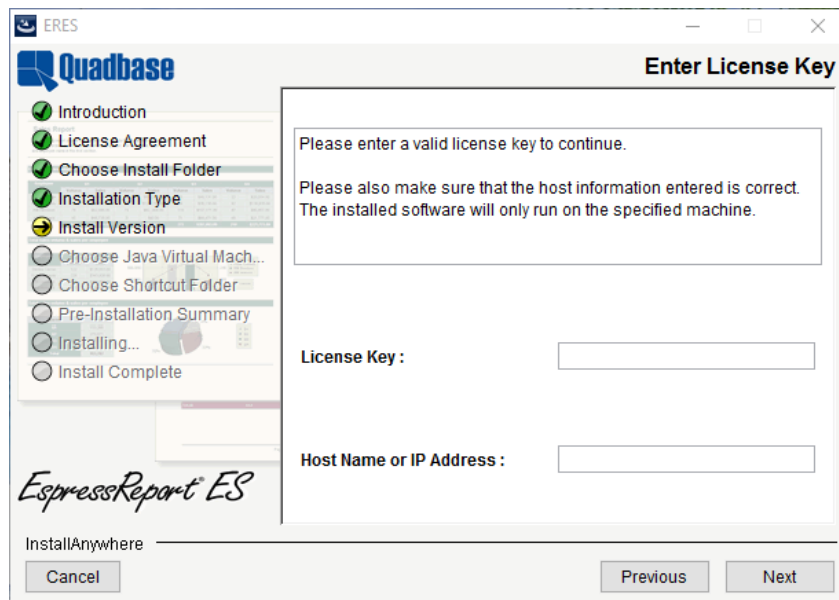 ERES
Quadbase
Enter License Key
Introduction
License Agreement
Choose Install Folder
Installation Type
Install Version
Choose Java Virtual Mach...
Choose Shortcut Folder
Pre-Installation Summary
Installing...
Install Complete
Please enter a valid license key to continue.
Please also make sure that the host information entered is correct.
The installed software will only run on the specified machine.
License Key :
Host Name or IP Address :
EspressReport® ES
InstallAnywhere
Cancel
Previous
Next